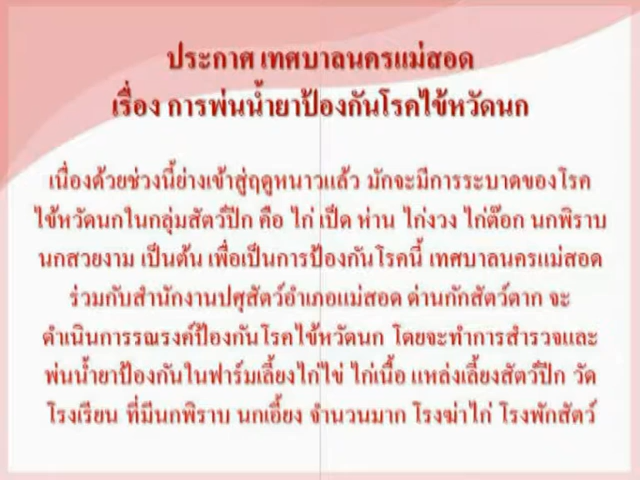 ประกาศ เทศบาลนครแม่สอด
เรื่อง การพ่นน้ำยาป้องกันโรคไข้หวัดนก
เนื่องด้วยช่วงนี้ย่างเข้าสู่ฤดูหนาวแล้ว มักจะมีการระบาดของโรค
ไข้หวัดนกในกลุ่มสัตว์ปีก คือ ไก่ เป็ด ห่าน ไก่งวง ไก่ต๊อก นกพิราบ
นกสวยงาม เป็นต้น เพื่อเป็นการป้องกันโรคนี้ เทศบาลนครแม่สอด
ร่วมกับสำนักงานปศุสัตว์อำเภอแม่สอด ด่านกักสัตว์ตาก จะ
ดำเนินการรณรงค์ป้องกันโรคไข้หวัดนก โดยจะทำการสำรวจและ
พ่นน้ำยาป้องกันในฟาร์มเลี้ยงไก่ไข่ ไก่เนื้อ แหล่งเลี้ยงสัตว์ปีก วัด
โรงเรียน ที่มีนกพิราบ นกเอี้ยง จำนวนมาก โรงฆ่าไก่ โรงพักสัตว์